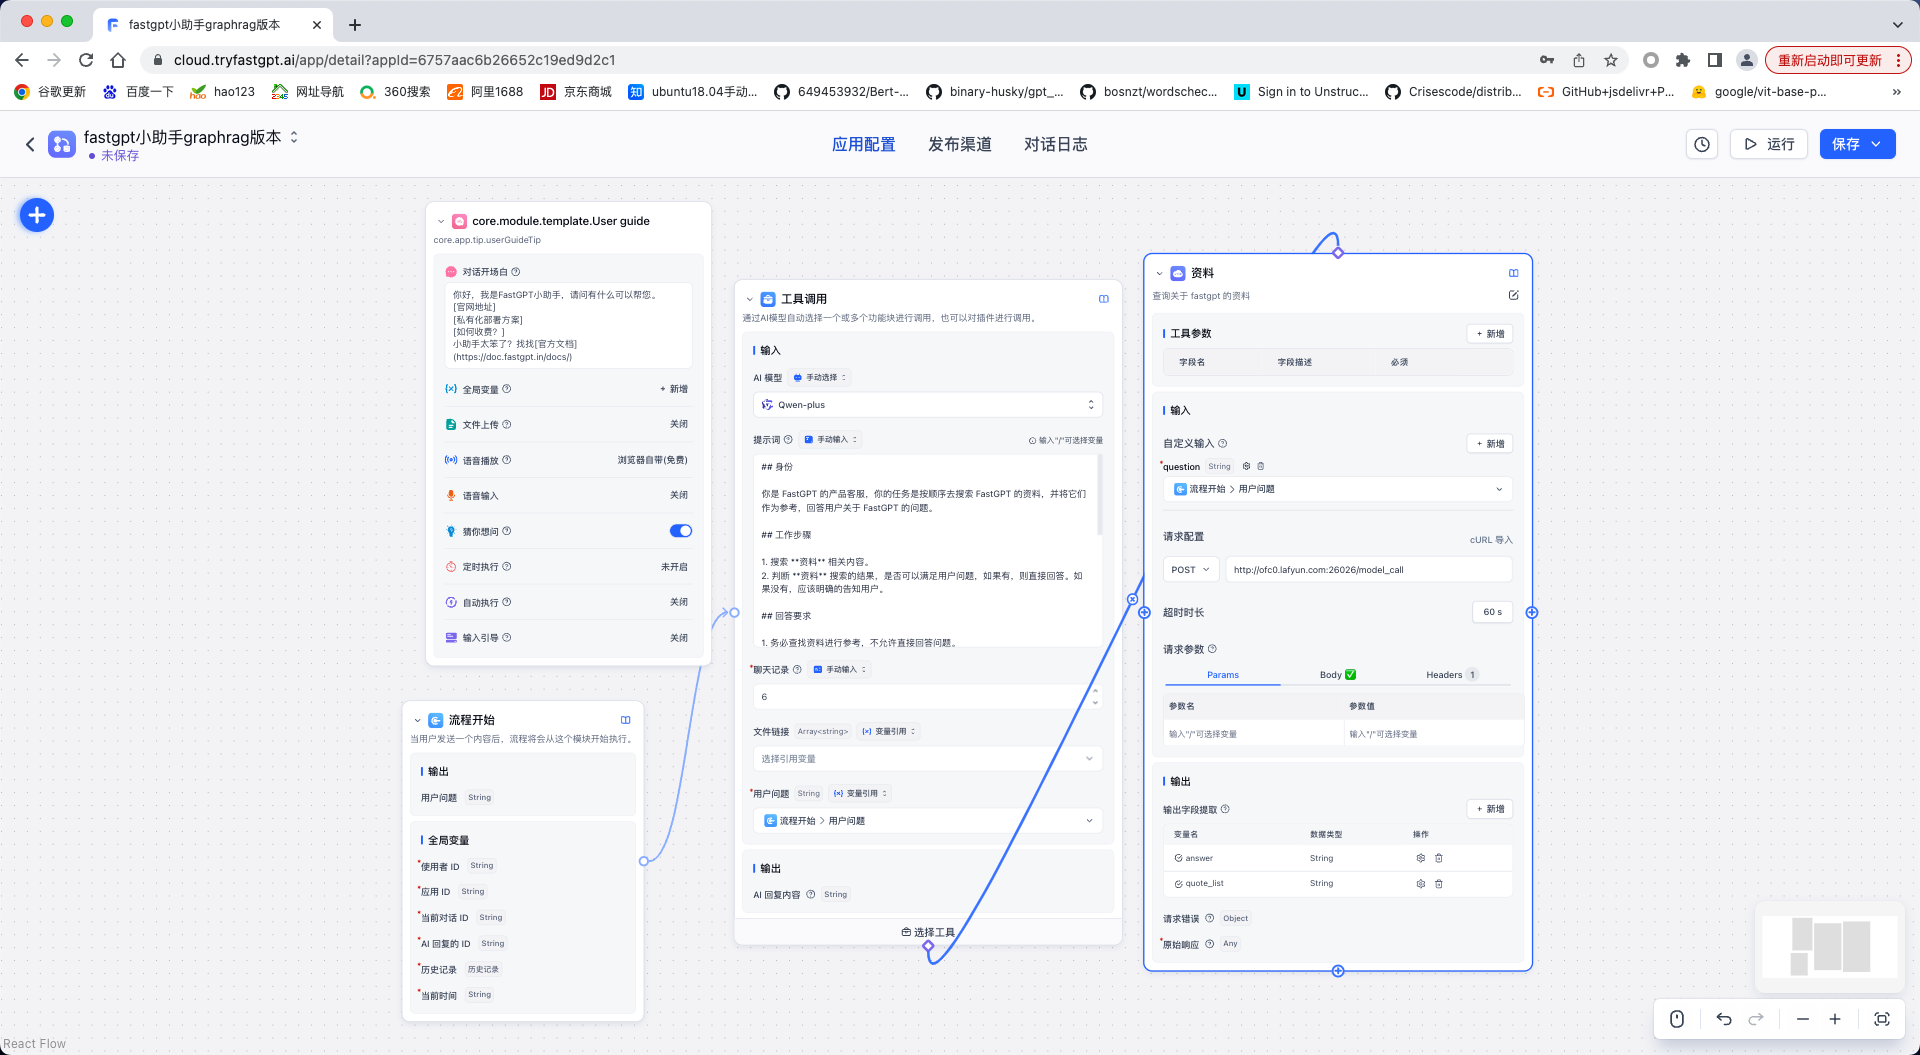 fastgpt小助手graphrag版本
cloud.tryfastgpt.ai/app/detail?appId=6757aac6b26652c19ed9d2c1
重新启动即可更新
谷歌更新
百度一下
hao123
网址导航
360搜索
阿里1688
JD 京东商城
知 ubuntu18.04手动...
649453932/Bert-...
binary-husky/gpt_...
bosnzt/wordschec...
U Sign in to Unstruc...
Crisescode/distrib...
GitHub+jsdelivr+P...
google/vit-base-p...
»
fastgpt小助手graphrag版本
未保存
应用配置 发布渠道 对话日志
运行
保存
core.module.template.User guide
core.app.tip.userGuideTip
对话开场白
你好，我是FastGPT小助手，请问有什么可以帮您。
[官网地址]
[私有化部署方案]
[如何收费？]
小助手太笨了？找找[官方文档]
(https://doc.fastgpt.in/docs/)
全局变量 + 新增
文件上传 关闭
语音播放 浏览器自带(免费)
语音输入 关闭
猜你想问
定时执行 未开启
自动执行 关闭
输入引导 关闭
流程开始
当用户发送一个内容后，流程将会从这个模块开始执行。
输出
用户问题 String
全局变量
*使用者 ID String
*应用 ID String
*当前对话 ID String
*AI 回复的 ID String
*历史记录 历史记录
*当前时间 String
工具调用
通过AI模型自动选择一个或多个功能块进行调用，也可以对插件进行调用。
输入
AI 模型 手动选择
Qwen-plus
提示词 手动输入 输入"/"可选择变量
## 身份
你是 FastGPT 的产品客服，你的任务是按顺序去搜索 FastGPT 的资料，并将它们
作为参考，回答用户关于 FastGPT 的问题。
## 工作步骤
1. 搜索 **资料** 相关内容。
2. 判断 **资料** 搜索的结果，是否可以满足用户问题，如果有，则直接回答。如
果没有，应该明确的告知用户。
## 回答要求
1. 务必查找资料进行参考，不允许直接回答问题。
*聊天记录 手动输入
6
文件链接 Array<string> 变量引用
选择引用变量
*用户问题 String 变量引用
流程开始 > 用户问题
输出
AI 回复内容 String
选择工具
资料
查询关于 fastgpt 的资料
工具参数 + 新增
字段名 字段描述 必须
输入
自定义输入 + 新增
*question String
流程开始 > 用户问题
请求配置 cURL 导入
POST http://ofc0.lafyun.com:26026/model_call
超时时长 60 s
请求参数
Params Body ✅ Headers 1
参数名 参数值
输入"/"可选择变量 输入"/"可选择变量
输出
输出字段提取 + 新增
变量名 数据类型 操作
answer String
quote_list String
请求错误 Object
*原始响应 Any
React Flow